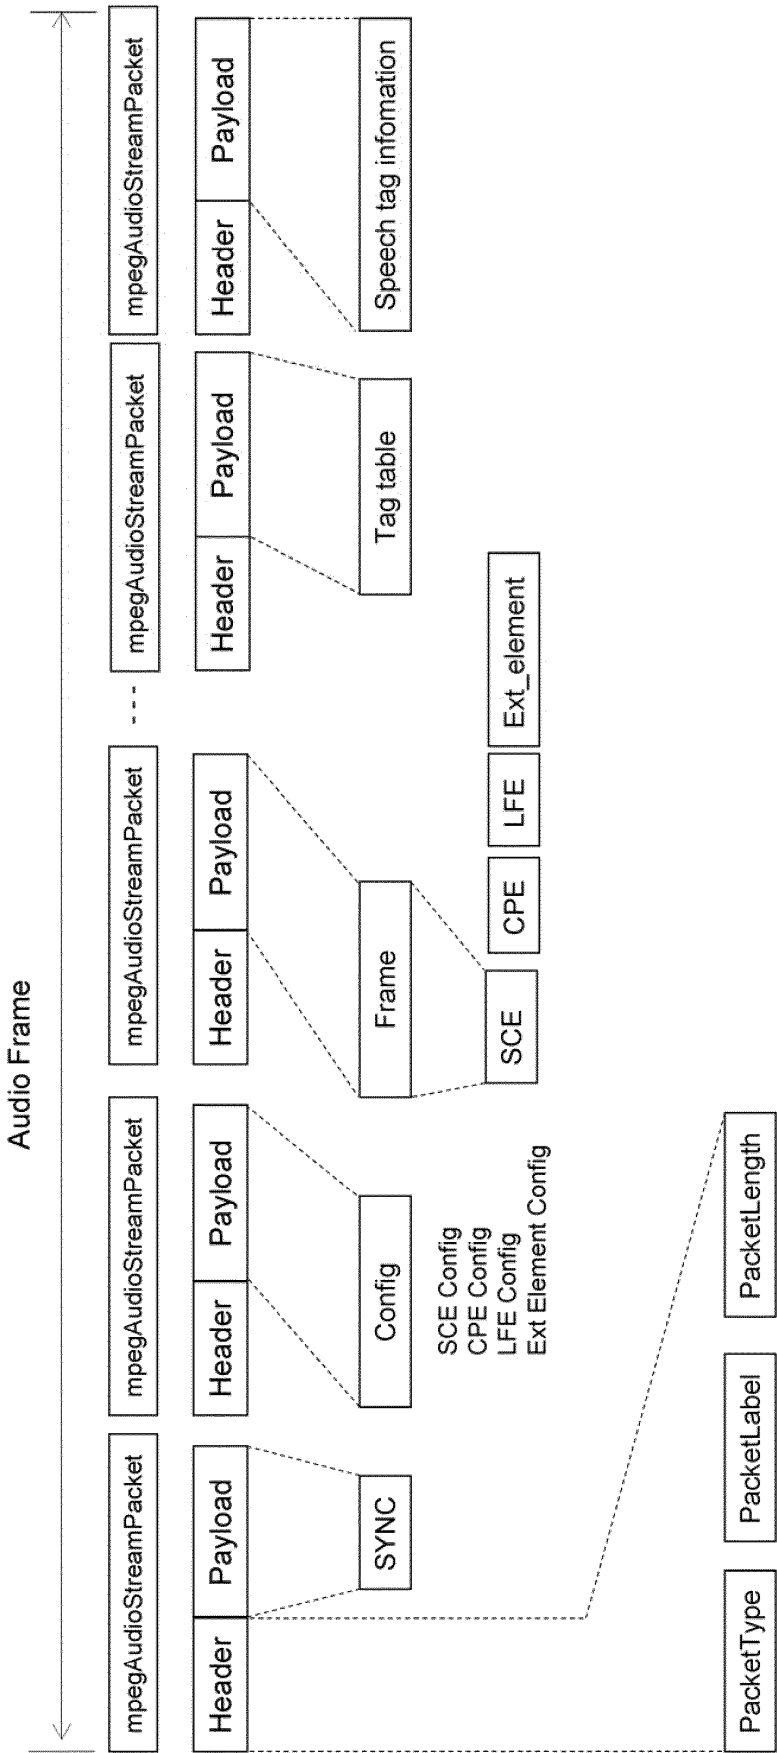 Audio Frame
mpegAudioStreamPacket
mpegAudioStreamPacket
mpegAudioStreamPacket
- - -
mpegAudioStreamPacket
mpegAudioStreamPacket
Header
Payload
Header
Payload
Header
Payload
Header
Payload
Header
Payload
SYNC
Config
Frame
Tag table
Speech tag infomation
SCE Config
CPE Config
LFE Config
Ext Element Config
SCE
CPE
LFE
Ext_element
PacketType
PacketLabel
PacketLength